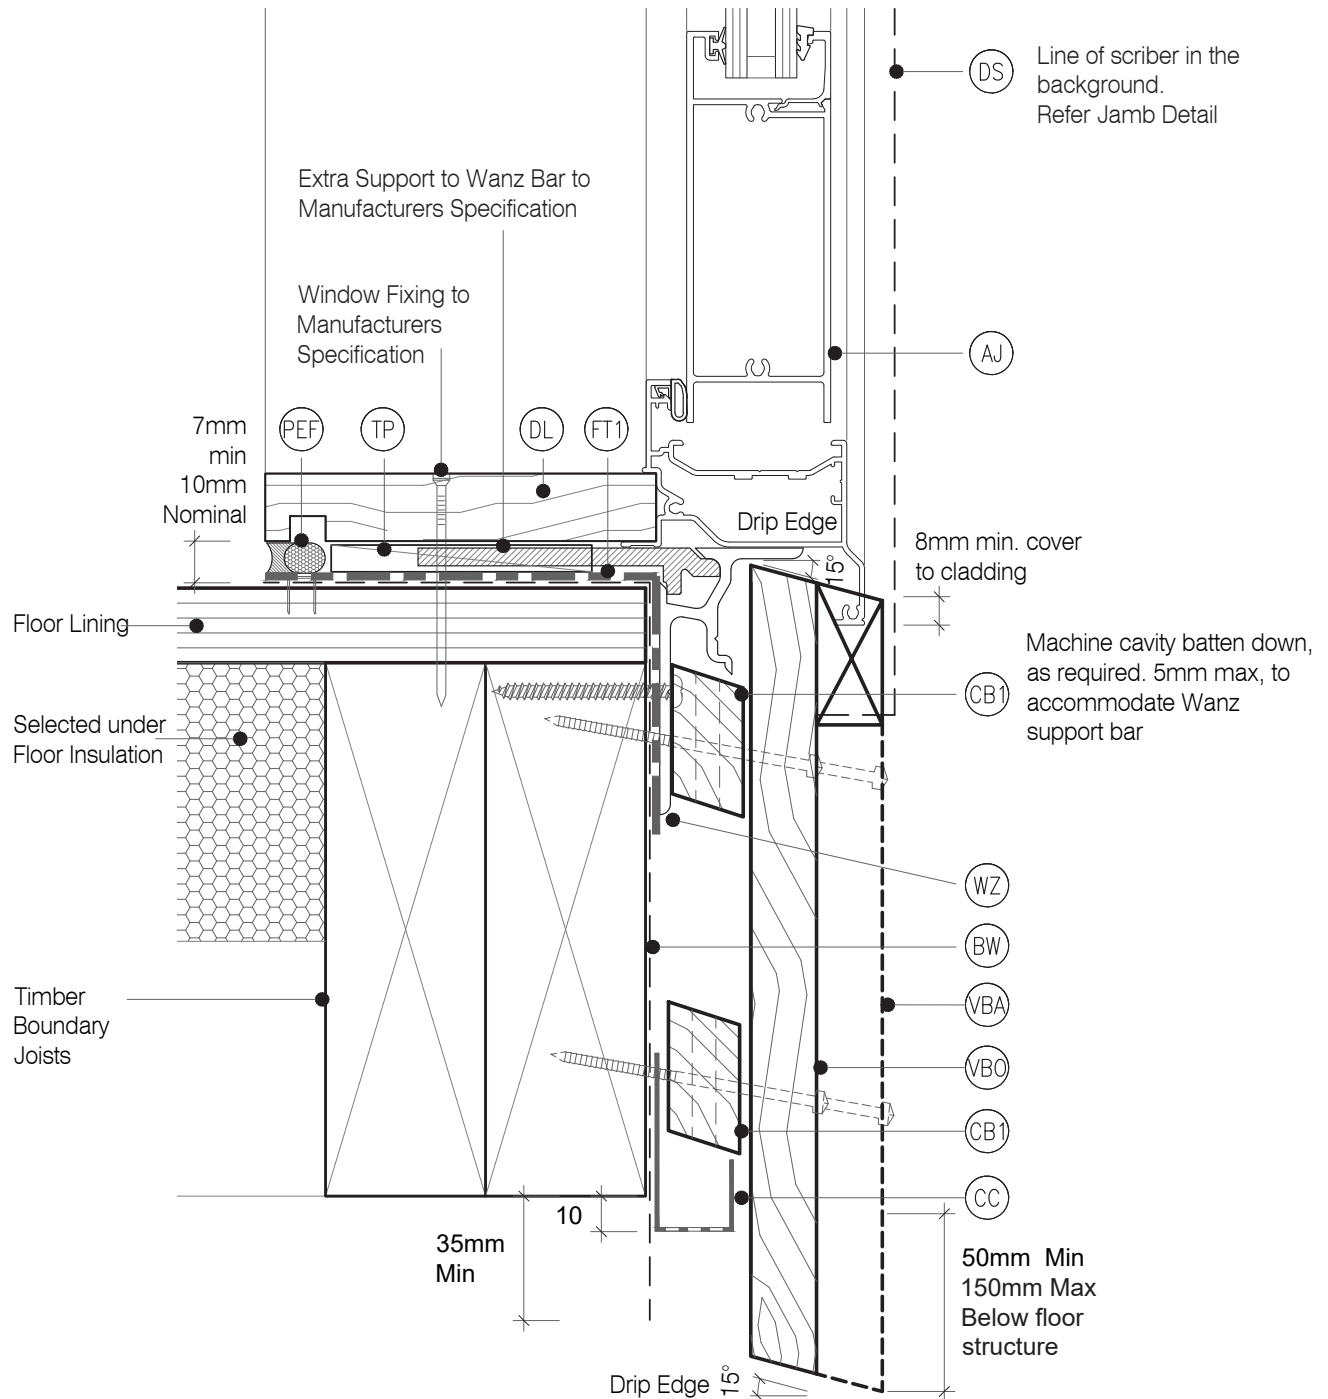 DS
Line of scriber in the
background.
Refer Jamb Detail
Extra Support to Wanz Bar to
Manufacturers Specification
Window Fixing to
Manufacturers
Specification
AJ
7mm
min
10mm
Nominal
PEF
TP
DL
FT1
Drip Edge
15°
8mm min. cover
to cladding
Floor Lining
Machine cavity batten down,
as required. 5mm max, to
accommodate Wanz
support bar
CB1
Selected under
Floor Insulation
WZ
BW
VBA
Timber
Boundary
Joists
VBO
CB1
CC
10
35mm
Min
50mm Min
150mm Max
Below floor
structure
Drip Edge
15°